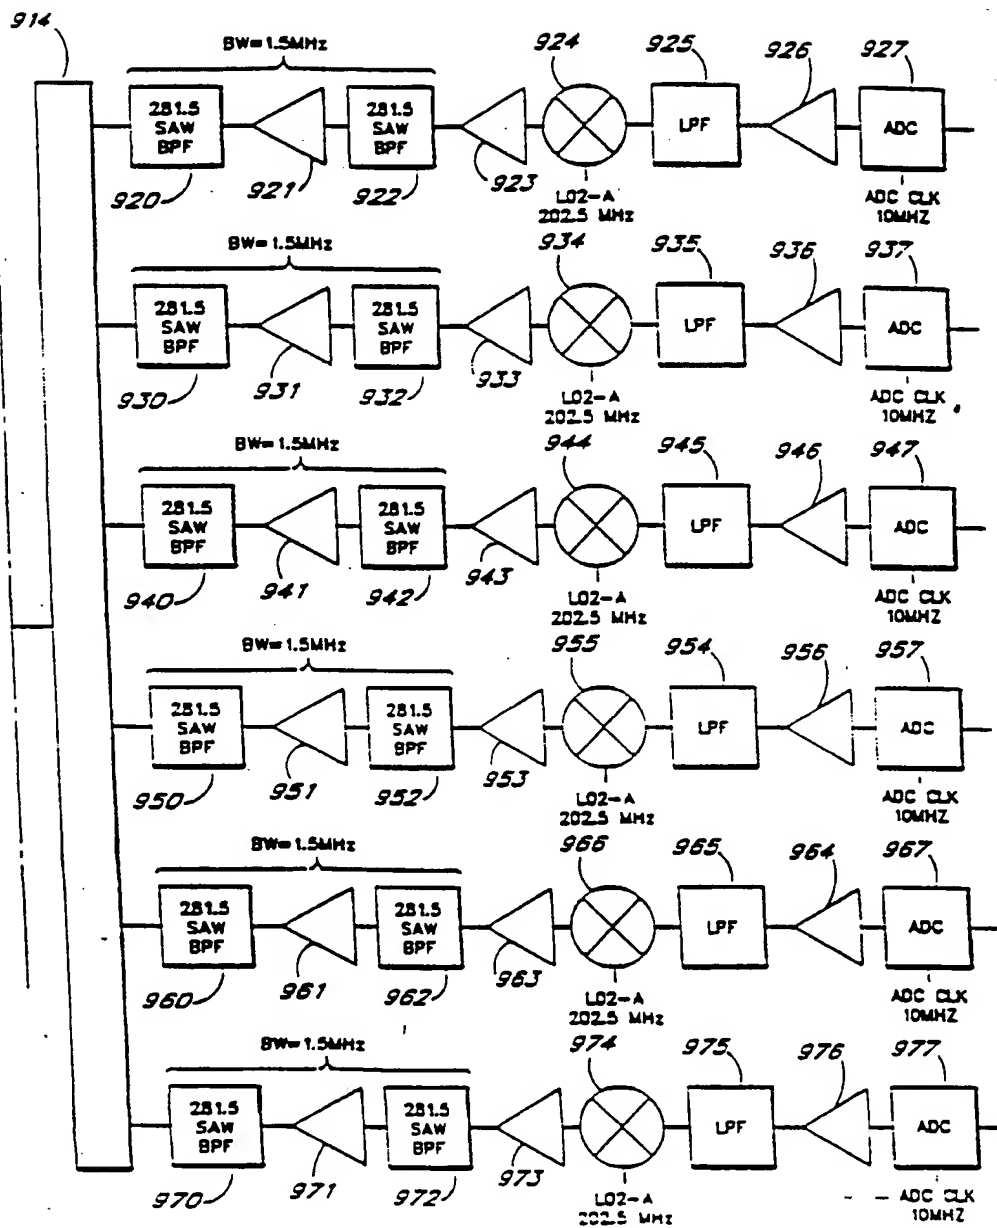 914
BW=1.5MHz
924
925
926
927
281.5 SAW BPF
281.5 SAW BPF
LPF
ADC
920
921
922
923
LO2-A
202.5 MHz
ADC CLK
10MHZ
BW=1.5MHz
934
935
936
937
281.5 SAW BPF
281.5 SAW BPF
LPF
ADC
930
931
932
933
LO2-A
202.5 MHz
ADC CLK
10MHZ
BW=1.5MHz
944
945
946
947
281.5 SAW BPF
281.5 SAW BPF
LPF
ADC
940
941
942
943
LO2-A
202.5 MHz
ADC CLK
10MHZ
BW=1.5MHz
955
954
956
957
281.5 SAW BPF
281.5 SAW BPF
LPF
ADC
950
951
952
953
LO2-A
202.5 MHz
ADC CLK
10MHZ
BW=1.5MHz
966
965
964
967
281.5 SAW BPF
281.5 SAW BPF
LPF
ADC
960
961
962
963
LO2-A
202.5 MHz
ADC CLK
10MHZ
BW=1.5MHz
974
975
976
977
281.5 SAW BPF
281.5 SAW BPF
LPF
ADC
970
971
972
973
LO2-A
202.5 MHz
ADC CLK
10MHZ